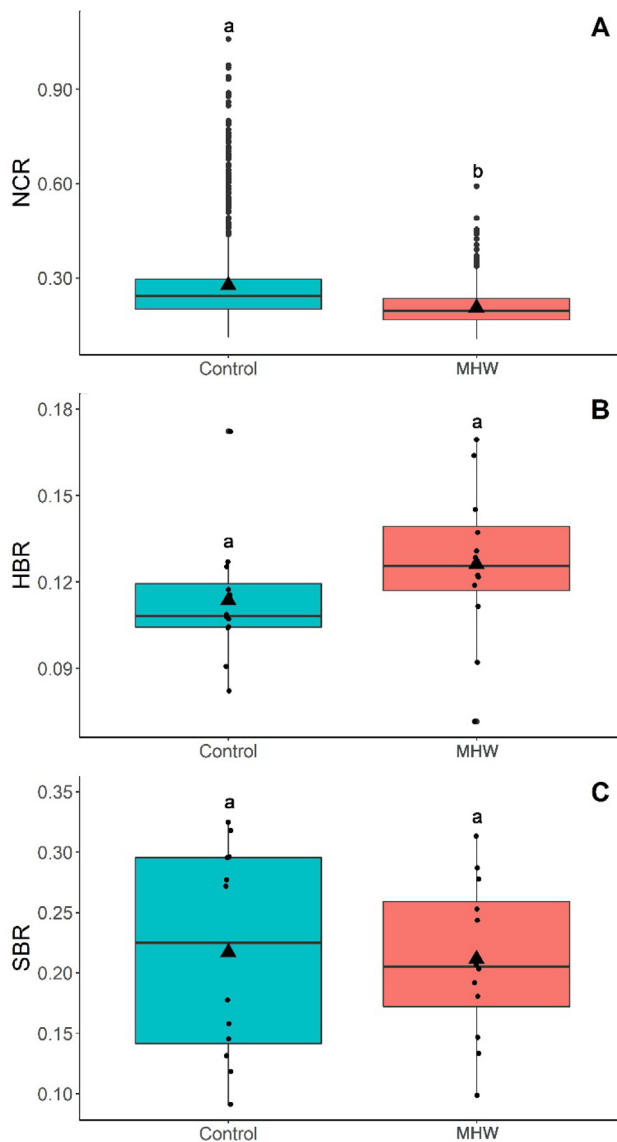 A
a
b
NCR
0.90
0.60
0.30
Control MHW
B
a
a
HBR
0.18
0.15
0.12
0.09
Control MHW
C
a a
SBR
0.35
0.30
0.25
0.20
0.15
0.10
Control MHW